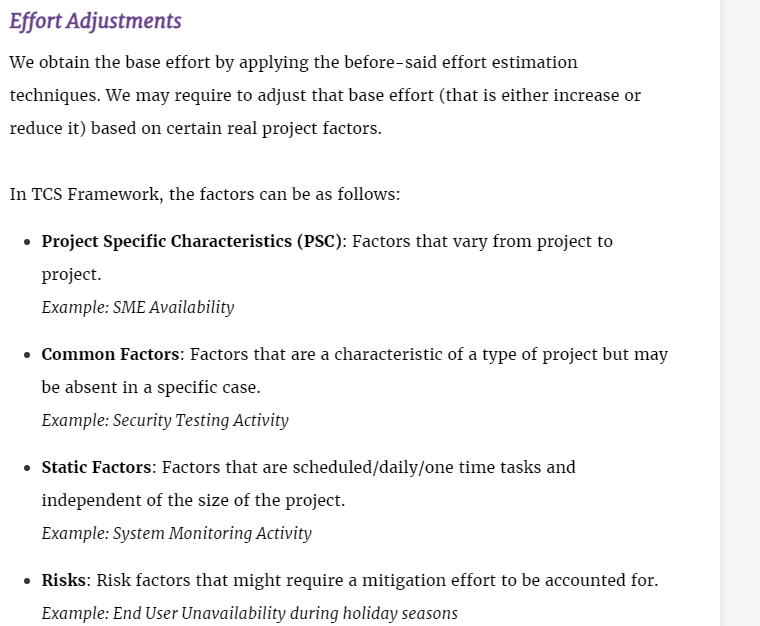 Effort Adjustments
We obtain the base effort by applying the before-said effort estimation
techniques. We may require to adjust that base effort (that is either increase or
reduce it) based on certain real project factors.
In TCS Framework, the factors can be as follows:
• Project Specific Characteristics (PSC): Factors that vary from project to
project.
Example: SME Availability
• Common Factors: Factors that are a characteristic of a type of project but may
be absent in a specific case.
Example: Security Testing Activity
• Static Factors: Factors that are scheduled/daily/one time tasks and
independent of the size of the project.
Example: System Monitoring Activity
• Risks: Risk factors that might require a mitigation effort to be accounted for.
Example: End User Unavailability during holiday seasons